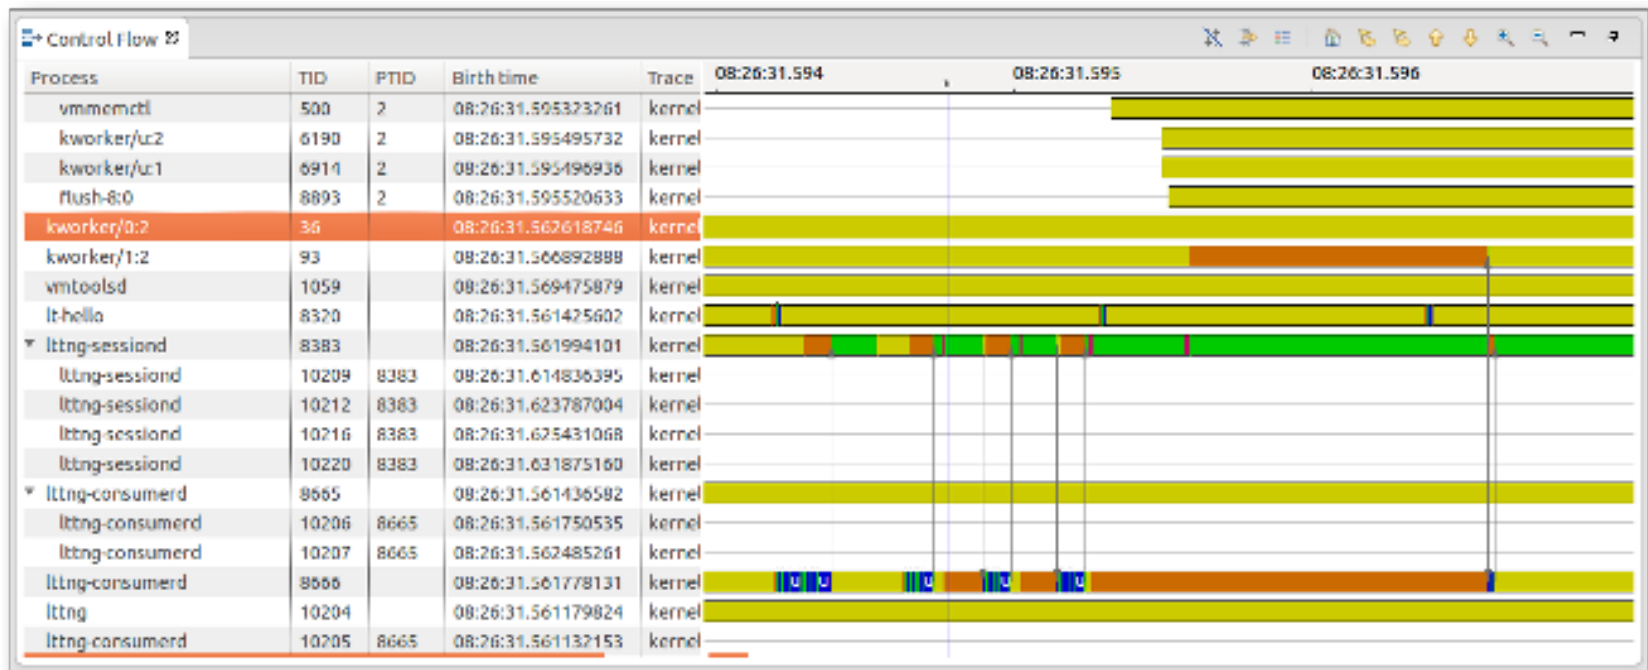 Control Flow
Process TID PTID Birth time Trace 08:26:31.594 08:26:31.595 08:26:31.596
vmmemctl 500 2 08:26:31.595323261 kernel
kworker/u:2 6190 2 08:26:31.595495732 kernel
kworker/u:1 6914 2 08:26:31.595496936 kernel
flush-8:0 8893 2 08:26:31.595520633 kernel
kworker/0:2 36 08:26:31.562618746 kernel
kworker/1:2 93 08:26:31.566892888 kernel
vmtoolsd 1059 08:26:31.569475879 kernel
lt-hello 8320 08:26:31.561425602 kernel
lttng-sessiond 8383 08:26:31.561994101 kernel
lttng-sessiond 10209 8383 08:26:31.614836395 kernel
lttng-sessiond 10212 8383 08:26:31.623787004 kernel
lttng-sessiond 10216 8383 08:26:31.625431068 kernel
lttng-sessiond 10220 8383 08:26:31.631875160 kernel
lttng-consumerd 8665 08:26:31.561436582 kernel
lttng-consumerd 10206 8665 08:26:31.561750535 kernel
lttng-consumerd 10207 8665 08:26:31.562485261 kernel
lttng-consumerd 8666 08:26:31.561778131 kernel u u u u u
lttng 10204 08:26:31.561179824 kernel
lttng-consumerd 10205 8665 08:26:31.561132153 kernel